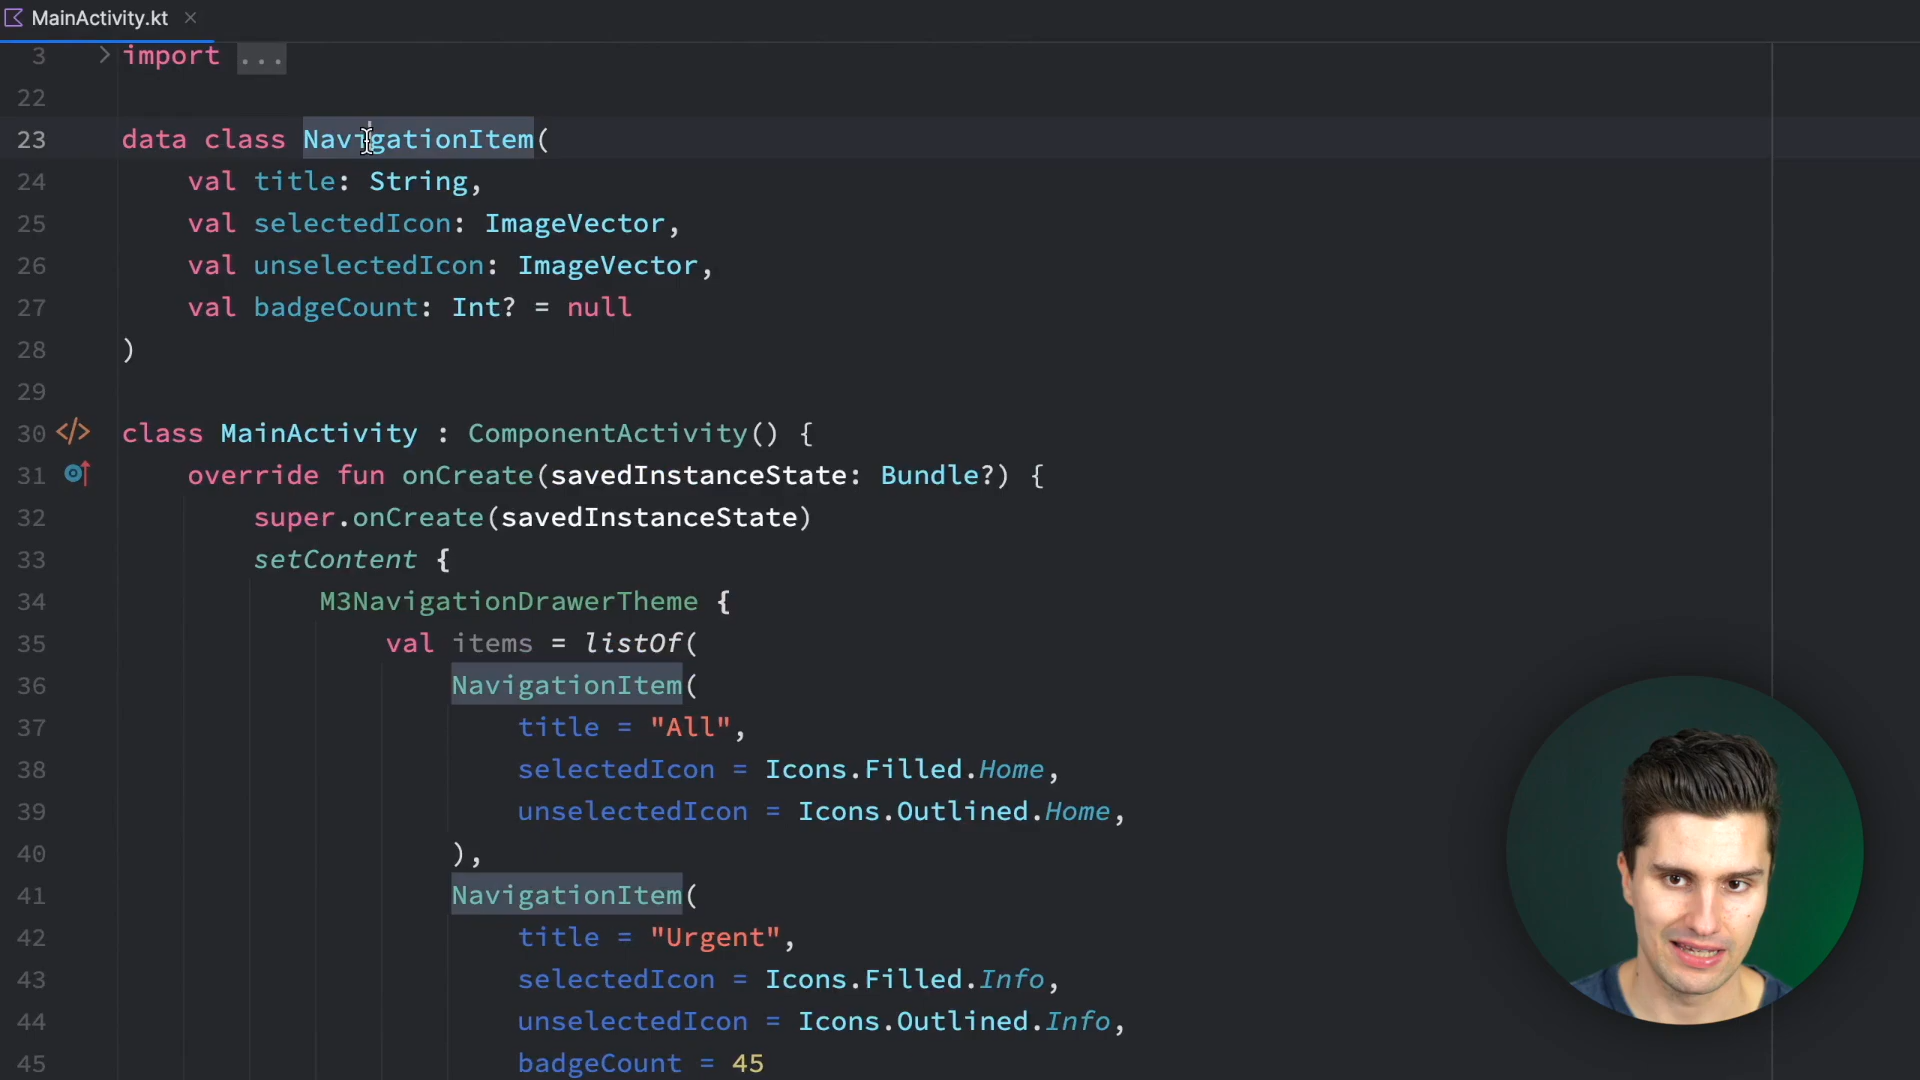 MainActivity.kt
3 import ...
22
23 data class NavigationItem(
24 val title: String,
25 val selectedIcon: ImageVector,
26 val unselectedIcon: ImageVector,
27 val badgeCount: Int? = null
28 )
29
30 class MainActivity : ComponentActivity() {
31 override fun onCreate(savedInstanceState: Bundle?) {
32 super.onCreate(savedInstanceState)
33 setContent {
34 M3NavigationDrawerTheme {
35 val items = listOf(
36 NavigationItem(
37 title = "All",
38 selectedIcon = Icons.Filled.Home,
39 unselectedIcon = Icons.Outlined.Home,
40 ),
41 NavigationItem(
42 title = "Urgent",
43 selectedIcon = Icons.Filled.Info,
44 unselectedIcon = Icons.Outlined.Info,
45 badgeCount = 45